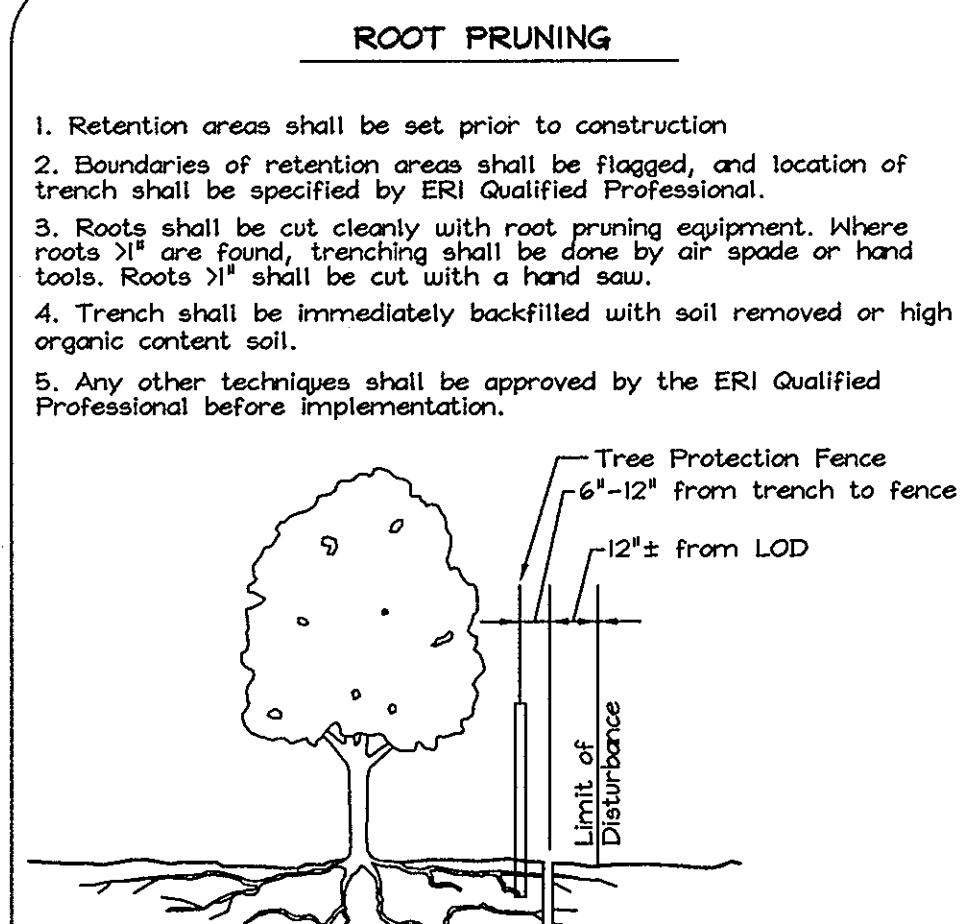 ROOT PRUNING
1. Retention areas shall be set prior to construction
2. Boundaries of retention areas shall be flagged, and location of
trench shall be specified by ERI Qualified Professional.
3. Roots shall be cut cleanly with root pruning equipment. Where
roots >1" are found, trenching shall be done by air spade or hand
tools. Roots >1" shall be cut with a hand saw.
4. Trench shall be immediately backfilled with soil removed or high
organic content soil.
5. Any other techniques shall be approved by the ERI Qualified
Professional before implementation.
Tree Protection Fence
6"-12" from trench to fence
12"± from LOD
Limit of
Disturbance